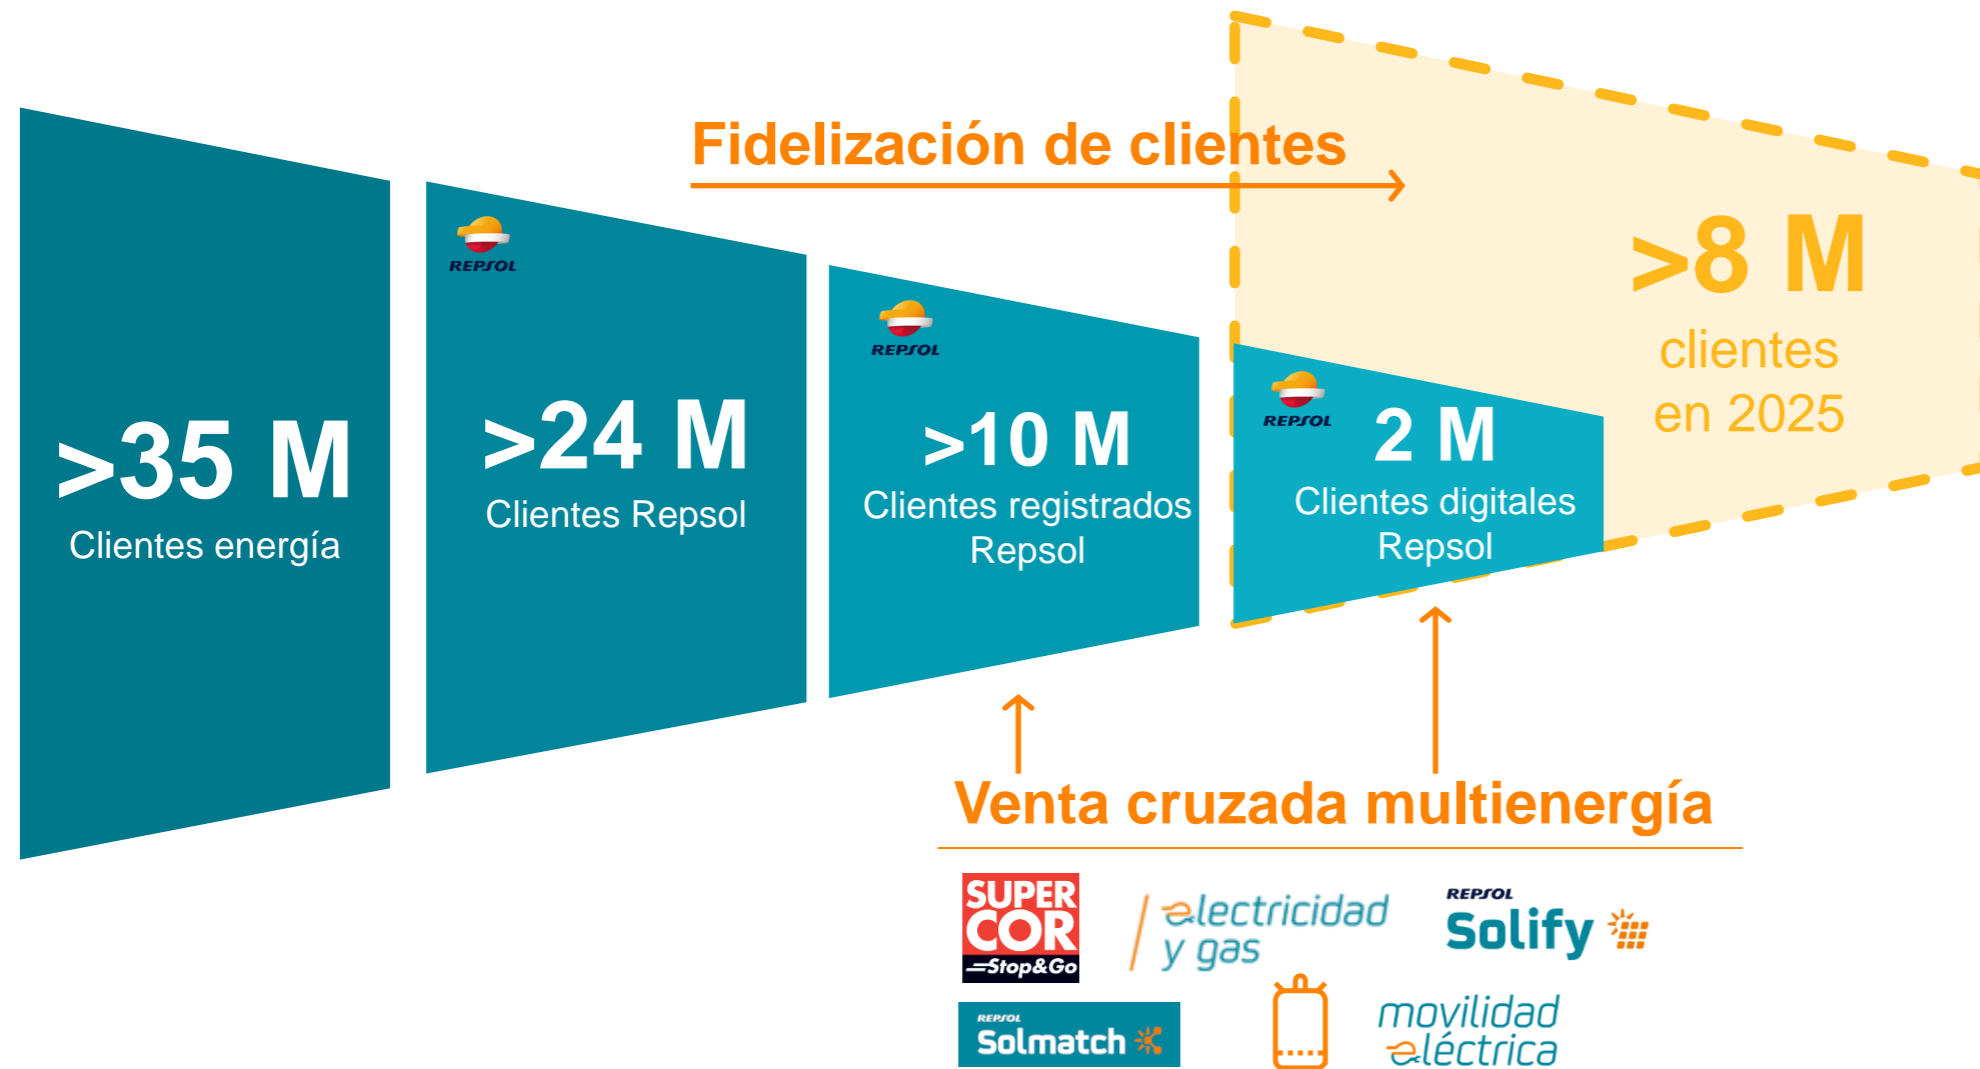 Fidelización de clientes
>35 M
Clientes energía
REPSOL
>24 M
Clientes Repsol
REPSOL
>10 M
Clientes registrados
Repsol
REPSOL
2 M
Clientes digitales
Repsol
>8 M
clientes
en 2025
Venta cruzada multienergía
SUPER
COR
Stop&Go
electricidad
y gas
REPSOL
Solify
REPSOL
Solmatch
movilidad
eléctrica